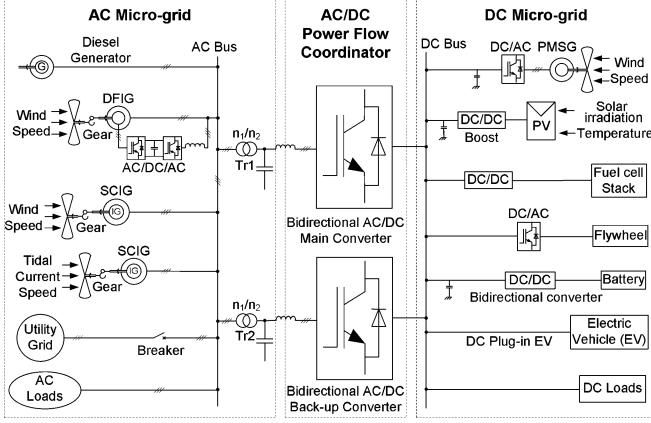 AC Micro-grid
Diesel
Generator
AC Bus
G
Wind
Speed
DFIG
Gear
AC/DC/AC
SCIG
Wind
Speed
IG
Gear
SCIG
Tidal
Current
Speed
IG
Gear
Utility
Grid
Breaker
AC
Loads
AC/DC
Power Flow
Coordinator
n1/n2
Tr1
Bidirectional AC/DC
Main Converter
n1/n2
Tr2
Bidirectional AC/DC
Back-up Converter
DC Micro-grid
DC Bus
DC/AC PMSG
Wind
Speed
DC/DC
Boost
PV
Solar
irradiation
Temperature
DC/DC
Fuel cell
Stack
DC/AC
Flywheel
DC/DC
Battery
Bidirectional converter
DC Plug-in EV
Electric
Vehicle (EV)
DC Loads